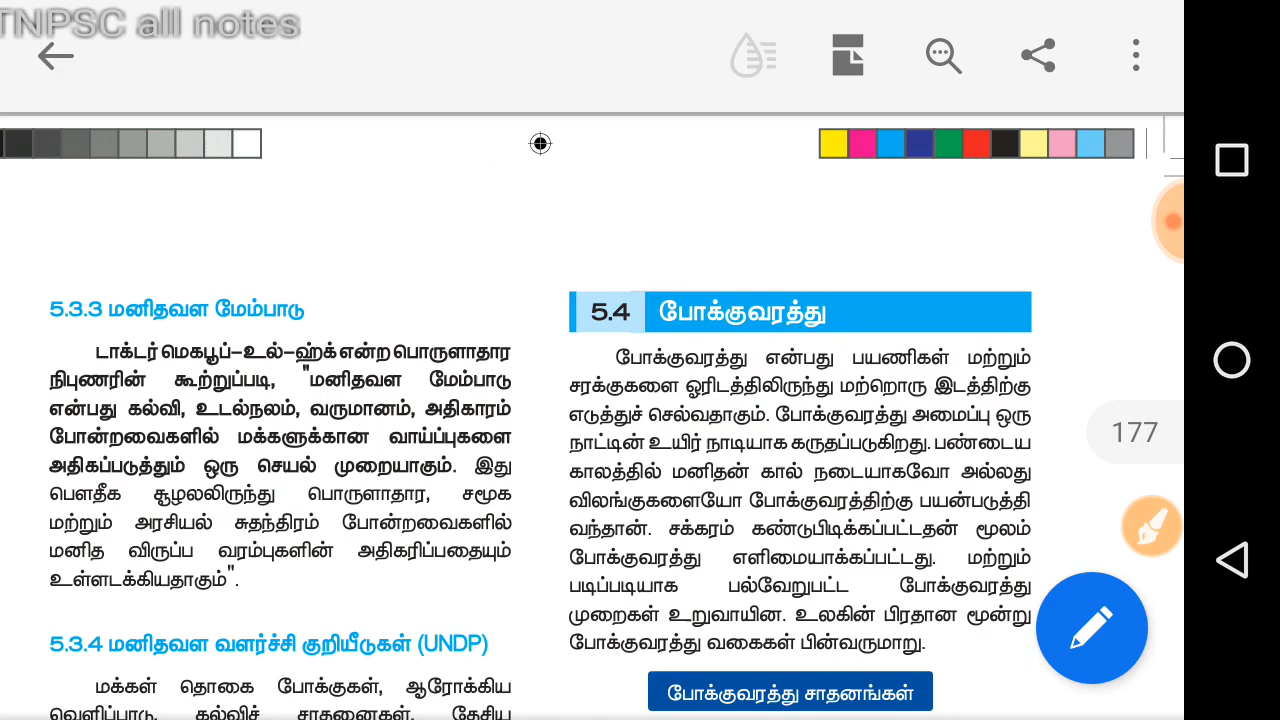 TNPSC all notes
177
5.3.3 மனிதவள மேம்பாடு
டாக்டர் மெகபூப்–உல்–ஹ்க் என்ற பொருளாதார
நிபுணரின் கூற்றுப்படி, "மனிதவள மேம்பாடு
என்பது கல்வி, உடல்நலம், வருமானம், அதிகாரம்
போன்றவைகளில் மக்களுக்கான வாய்ப்புகளை
அதிகப்படுத்தும் ஒரு செயல் முறையாகும். இது
பௌதீக சூழலலிருந்து பொருளாதார, சமூக
மற்றும் அரசியல் சுதந்திரம் போன்றவைகளில்
மனித விருப்ப வரம்புகளின் அதிகரிப்பதையும்
உள்ளடக்கியதாகும்".
5.3.4 மனிதவள வளர்ச்சி குறியீடுகள் (UNDP)
மக்கள் தொகை போக்குகள், ஆரோக்கிய
வெளிப்பாடு, கல்விச் சாதனைகள், தேசிய
5.4 போக்குவரத்து
போக்குவரத்து என்பது பயணிகள் மற்றும்
சரக்குகளை ஓரிடத்திலிருந்து மற்றொரு இடத்திற்கு
எடுத்துச் செல்வதாகும். போக்குவரத்து அமைப்பு ஒரு
நாட்டின் உயிர் நாடியாக கருதப்படுகிறது. பண்டைய
காலத்தில் மனிதன் கால் நடையாகவோ அல்லது
விலங்குகளையோ போக்குவரத்திற்கு பயன்படுத்தி
வந்தான். சக்கரம் கண்டுபிடிக்கப்பட்டதன் மூலம்
போக்குவரத்து எளிமையாக்கப்பட்டது. மற்றும்
படிப்படியாக பல்வேறுபட்ட போக்குவரத்து
முறைகள் உறுவாயின. உலகின் பிரதான மூன்று
போக்குவரத்து வகைகள் பின்வருமாறு.
போக்குவரத்து சாதனங்கள்